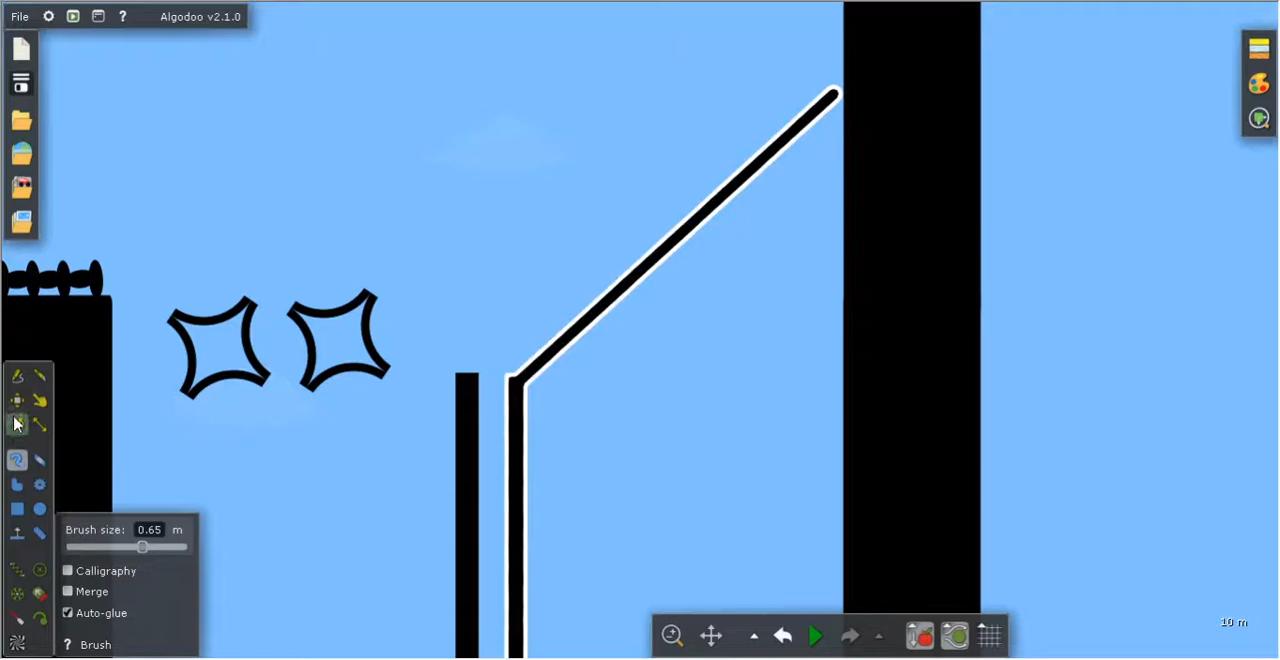 File ? Algodoo v2.1.0
Brush size: 0.65 m
Calligraphy
Merge
Auto-glue
? Brush
10 m